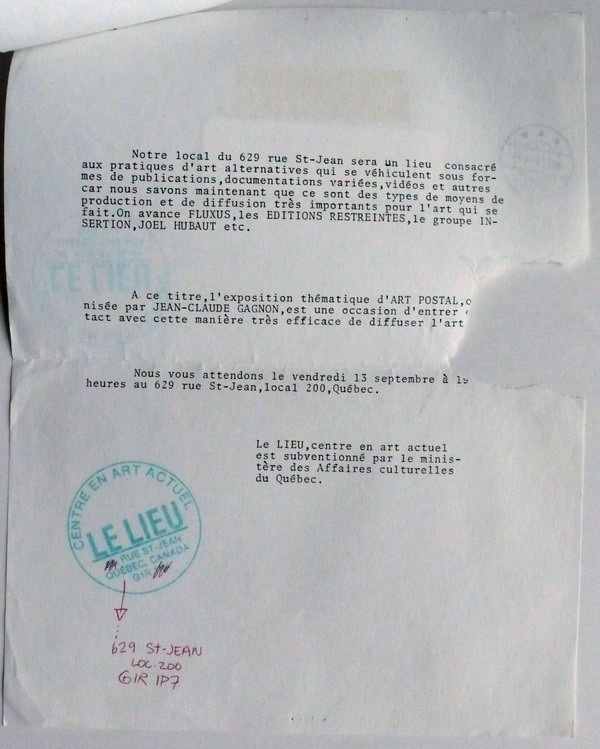 Notre local du 629 rue St-Jean sera un lieu consacré
aux pratiques d'art alternatives qui se véhiculent sous for-
mes de publications,documentations variées,vidéos et autres
car nous savons maintenant que ce sont des types de moyens de
production et de diffusion très importants pour l'art qui se
fait.On avance FLUXUS,les EDITIONS RESTREINTES,le groupe IN-
SERTION,JOEL HUBAUT etc.
A ce titre,l'exposition thématique d'ART POSTAL,
nisée par JEAN-CLAUDE GAGNON,est une occasion d'entrer
tact avec cette manière très efficace de diffuser l'art
Nous vous attendons le vendredi 13 septembre à 19
heures au 629 rue St-Jean,local 200,Québec.
Le LIEU,centre en art actuel
est subventionné par le minis-
tère des Affaires culturelles
du Québec.
CENTRE EN ART ACTUEL
LE LIEU
RUE ST-JEAN
QUÉBEC, CANADA
G1R
629 St-JEAN
LOC. 200
G1R 1P7